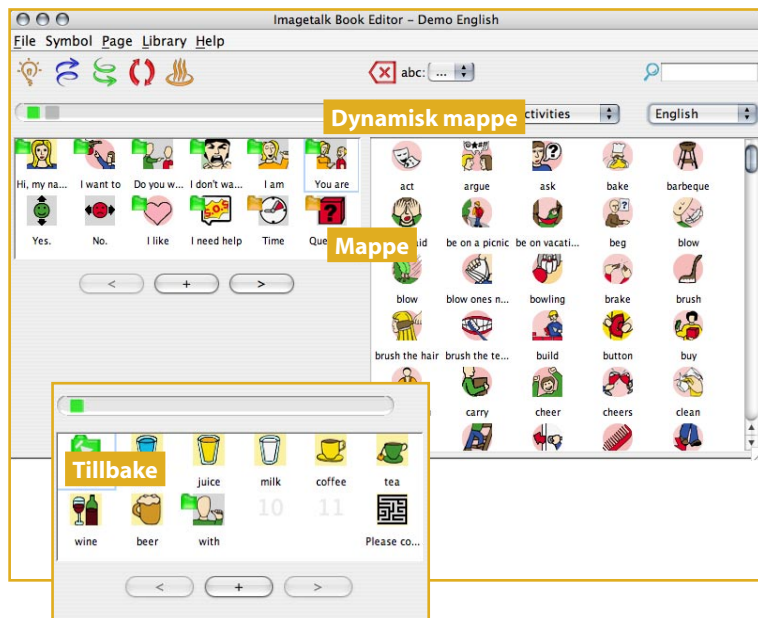 Imagetalk Book Editor – Demo English
File Symbol Page Library Help
abc: ...
Dynamisk mappe
ctivities
English
Hi, my na... I want to Do you w... I don't wa... I am You are
Yes. No. I like I need help Time Que
Mappe
< + >
act argue ask bake barbeque
id be on a picnic be on vacati... beg blow
blow blow ones n... bowling brake brush
brush the hair brush the te... build button buy
carry cheer cheers clean
Tillbake
juice milk coffee tea
10 11
wine beer with Please co...
< + >